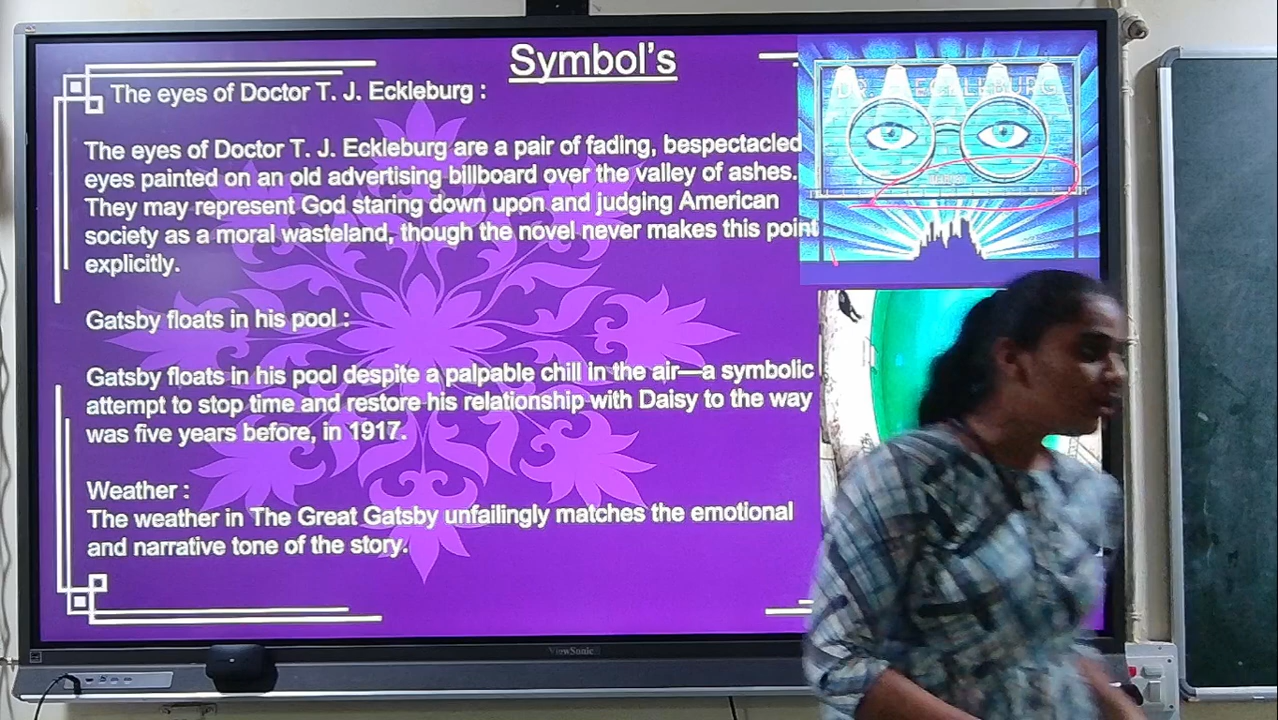 Symbol's
The eyes of Doctor T. J. Eckleburg :
The eyes of Doctor T. J. Eckleburg are a pair of fading, bespectacled
eyes painted on an old advertising billboard over the valley of ashes.
They may represent God staring down upon and judging American
society as a moral wasteland, though the novel never makes this point
explicitly.
Gatsby floats in his pool :
Gatsby floats in his pool despite a palpable chill in the air—a symbolic
attempt to stop time and restore his relationship with Daisy to the way
was five years before, in 1917.
Weather :
The weather in The Great Gatsby unfailingly matches the emotional
and narrative tone of the story.
DR. ECKLEBURG
ViewSonic